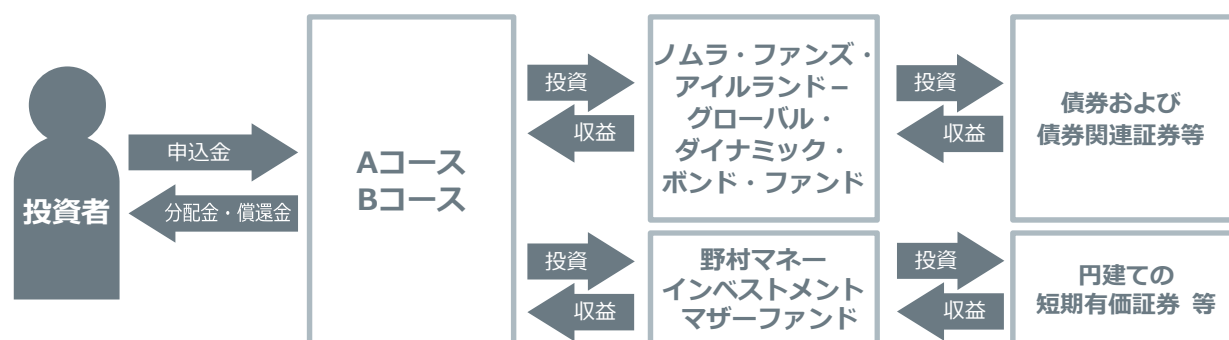 投資者
申込金
分配金・償還金
Aコース
Bコース
投資
収益
ノムラ・ファンズ・
アイルランド－
グローバル・
ダイナミック・
ボンド・ファンド
投資
収益
債券および
債券関連証券等
投資
収益
野村マネー
インベストメント
マザーファンド
投資
収益
円建ての
短期有価証券 等